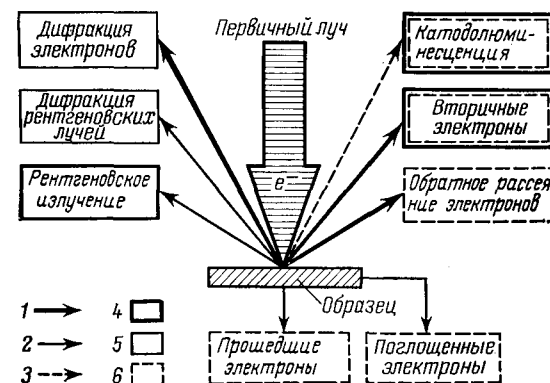 Дифракция
электронов
Первичный луч
Катодолюми-
несценция
Дифракция
рентгеновских
лучей
Вторичные
электроны
Рентгеновское
излучение
e
Обратное рассея
ние электронов
Образец
1
4
2
5
3
6
Прошедшие
электроны
Поглощенные
электроны